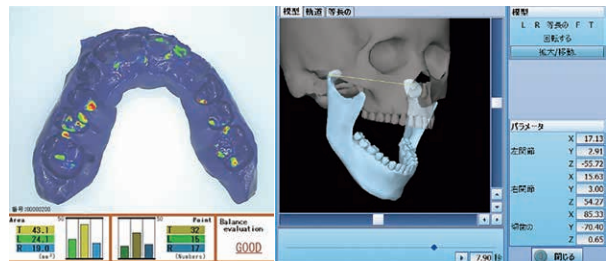 番号:00000200
Area
T 43.1
L 24.1
R 19.0
(mm²)
50
50
Point
T 32
L 15
R 17
(Numbers)
Balance
evaluation
GOOD
模型 軌道 等長の
7.90 秒
模型
L R 等長の F T
回転する
拡大/移動.
パラメータ
左関節
X 17.13
Y 2.91
Z -55.72
右関節
X 15.63
Y 3.00
Z 54.27
X 85.33
Y -70.40
Z 0.65
閉じる